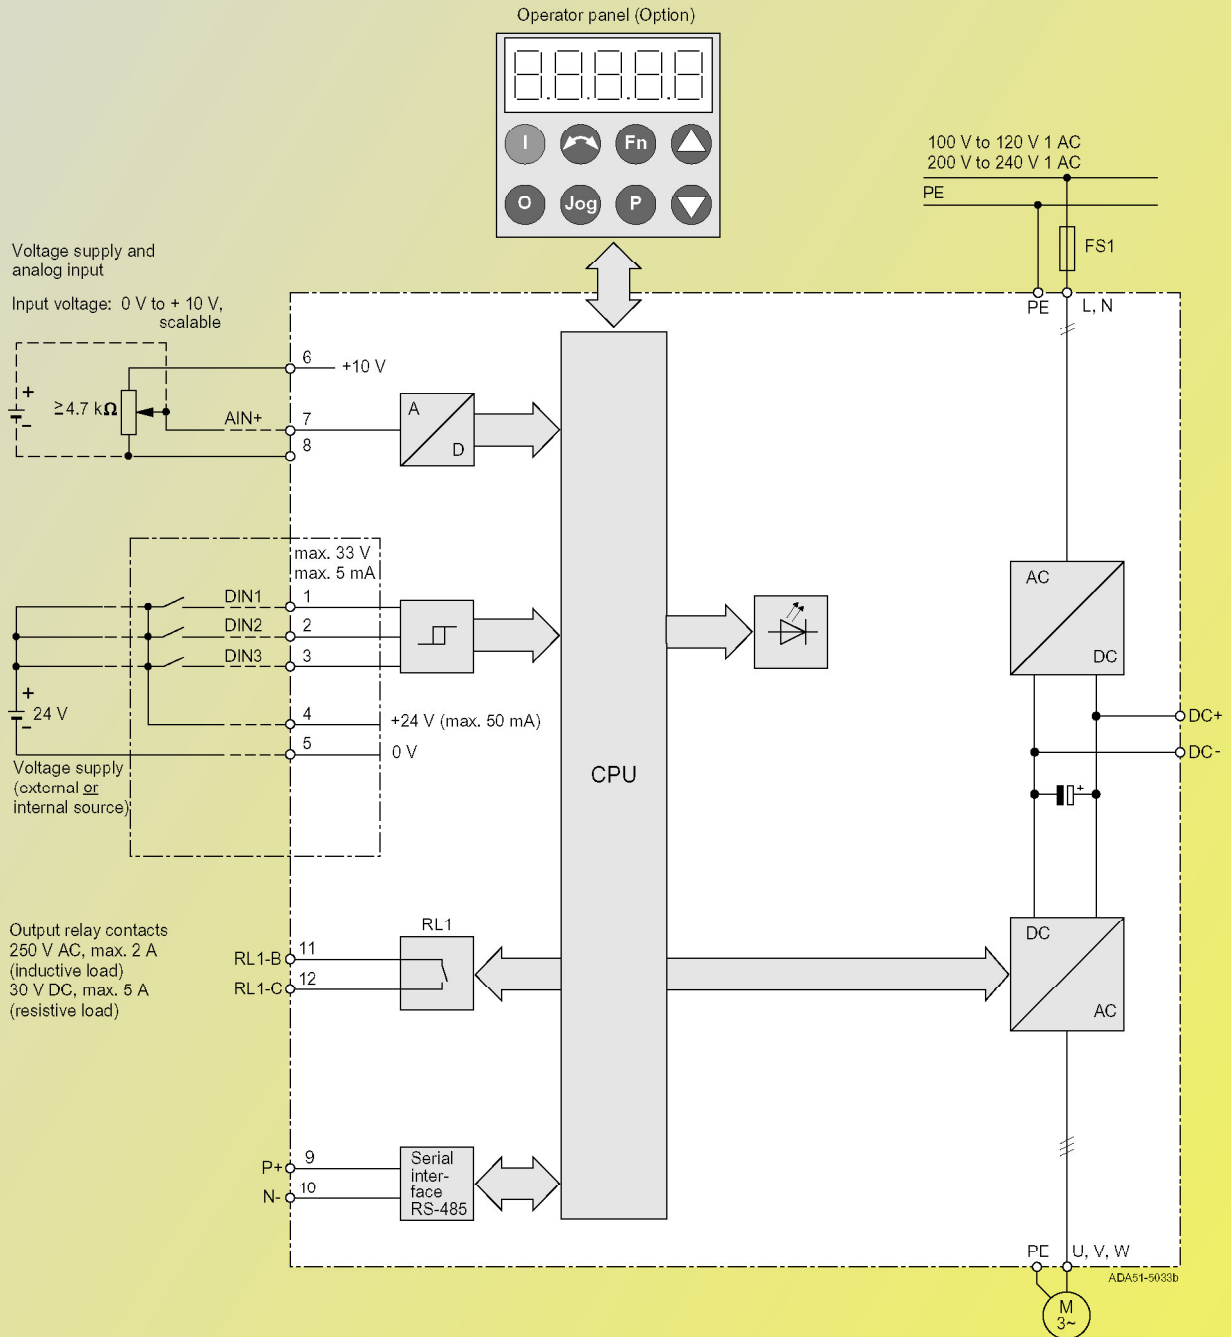 Operator panel (Option)
8.8.8.8.8
I
Fn
O
Jog
P
100 V to 120 V 1 AC
200 V to 240 V 1 AC
PE
FS1
PE
L, N
Voltage supply and
analog input
Input voltage: 0 V to + 10 V,
scalable
6
+10 V
+
≥4.7 kΩ
−
AIN+
7
8
A
D
max. 33 V
max. 5 mA
DIN1
1
DIN2
2
DIN3
3
+
24 V
−
4
+24 V (max. 50 mA)
5
0 V
Voltage supply
(external or
internal source)
CPU
AC
DC
DC+
DC-
+
Output relay contacts
250 V AC, max. 2 A
(inductive load)
30 V DC, max. 5 A
(resistive load)
RL1
RL1-B
11
RL1-C
12
DC
AC
P+
9
N-
10
Serial
inter-
face
RS-485
PE
U, V, W
ADA51-5033b
M
3~